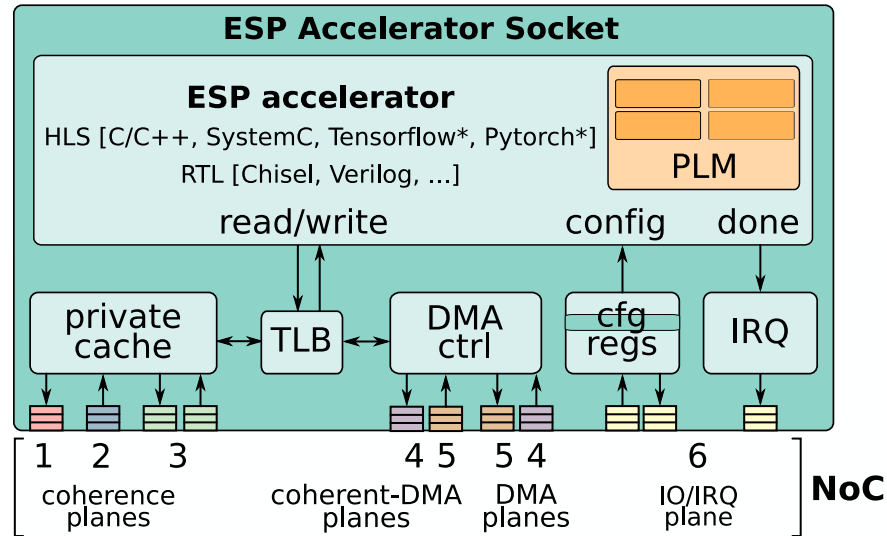 ESP Accelerator Socket
ESP accelerator
HLS [C/C++, SystemC, Tensorflow*, Pytorch*]
RTL [Chisel, Verilog, ...]
PLM
read/write
config
done
private
cache
TLB
DMA
ctrl
cfg
regs
IRQ
1 2 3 4 5 5 4 6
coherence
planes
coherent-DMA
planes
DMA
planes
IO/IRQ
plane
NoC